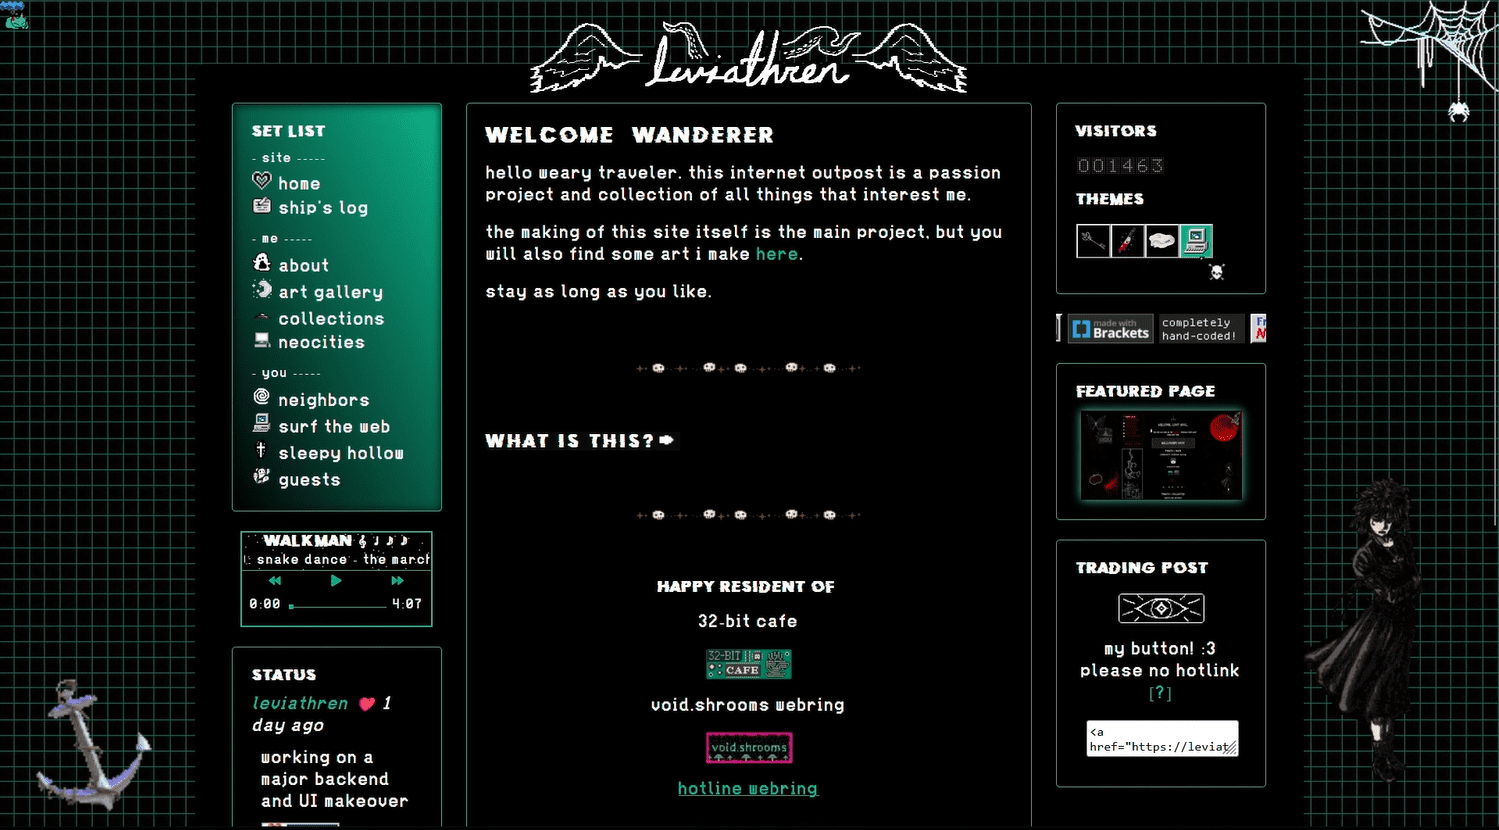 leviathren
SET LIST
- site -----
home
ship's log
- me -----
about
art gallery
collections
neocities
- you -----
neighbors
surf the web
sleepy hollow
guests
WALKMAN
snake dance - the march
0:00 4:07
STATUS
leviathren 1
day ago
working on a
major backend
and UI makeover
WELCOME WANDERER
hello weary traveler. this internet outpost is a passion
project and collection of all things that interest me.
the making of this site itself is the main project, but you
will also find some art i make here.
stay as long as you like.
WHAT IS THIS?
HAPPY RESIDENT OF
32-bit cafe
32-BIT
CAFE
void.shrooms webring
void.shrooms
hotline webring
VISITORS
001463
THEMES
made with
Brackets
completely
hand-coded!
FEATURED PAGE
TRADING POST
my button! :3
please no hotlink
[?]
<a
href="https://leviat